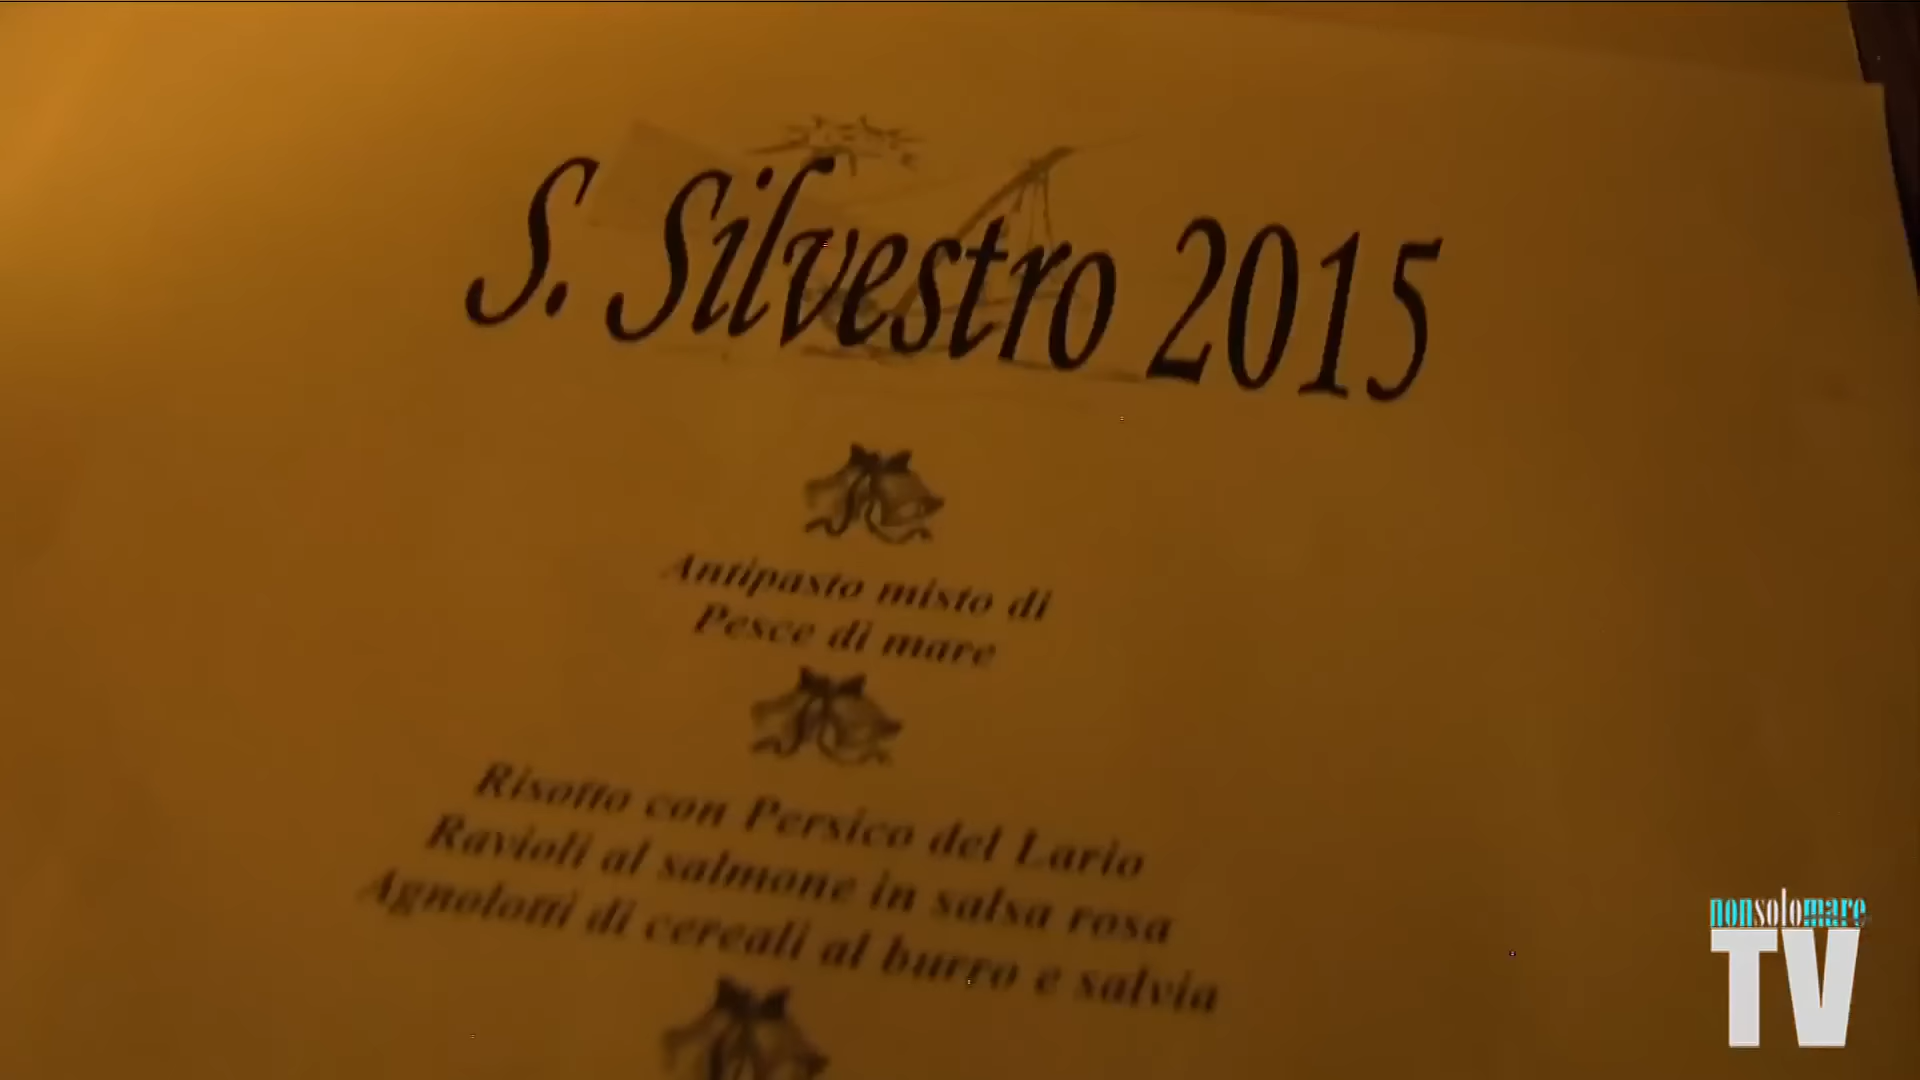 S. Silvestro 2015
Antipasto misto di
Pesce di mare
Risotto con Persico del Lario
Ravioli al salmone in salsa rosa
Agnolotti di cereali al burro e salvia
nonsolomare
TV